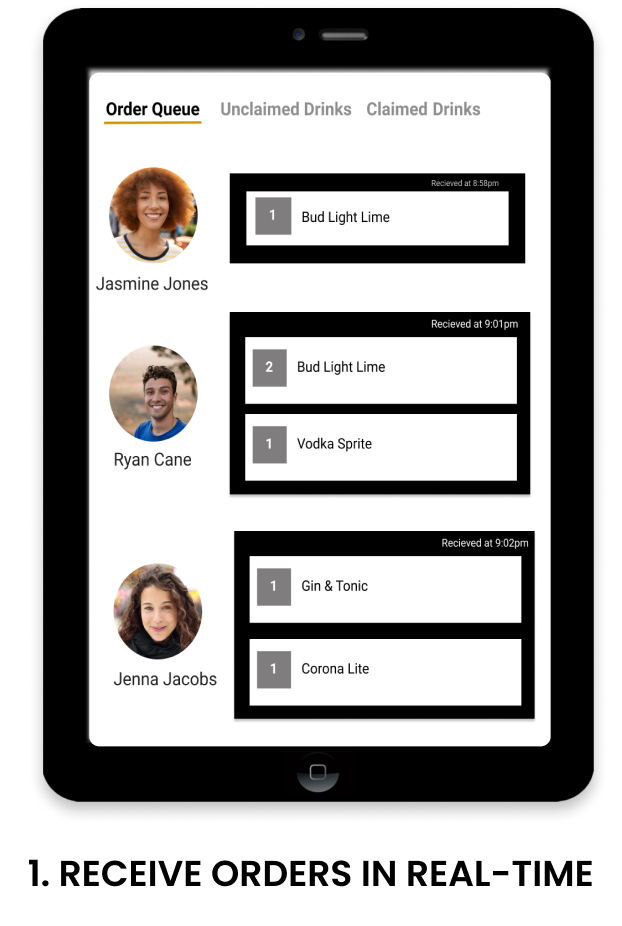 Order Queue Unclaimed Drinks Claimed Drinks
Recieved at 8:58pm
1 Bud Light Lime
Jasmine Jones
Recieved at 9:01pm
2 Bud Light Lime
1 Vodka Sprite
Ryan Cane
Recieved at 9:02pm
1 Gin & Tonic
1 Corona Lite
Jenna Jacobs
1. RECEIVE ORDERS IN REAL-TIME